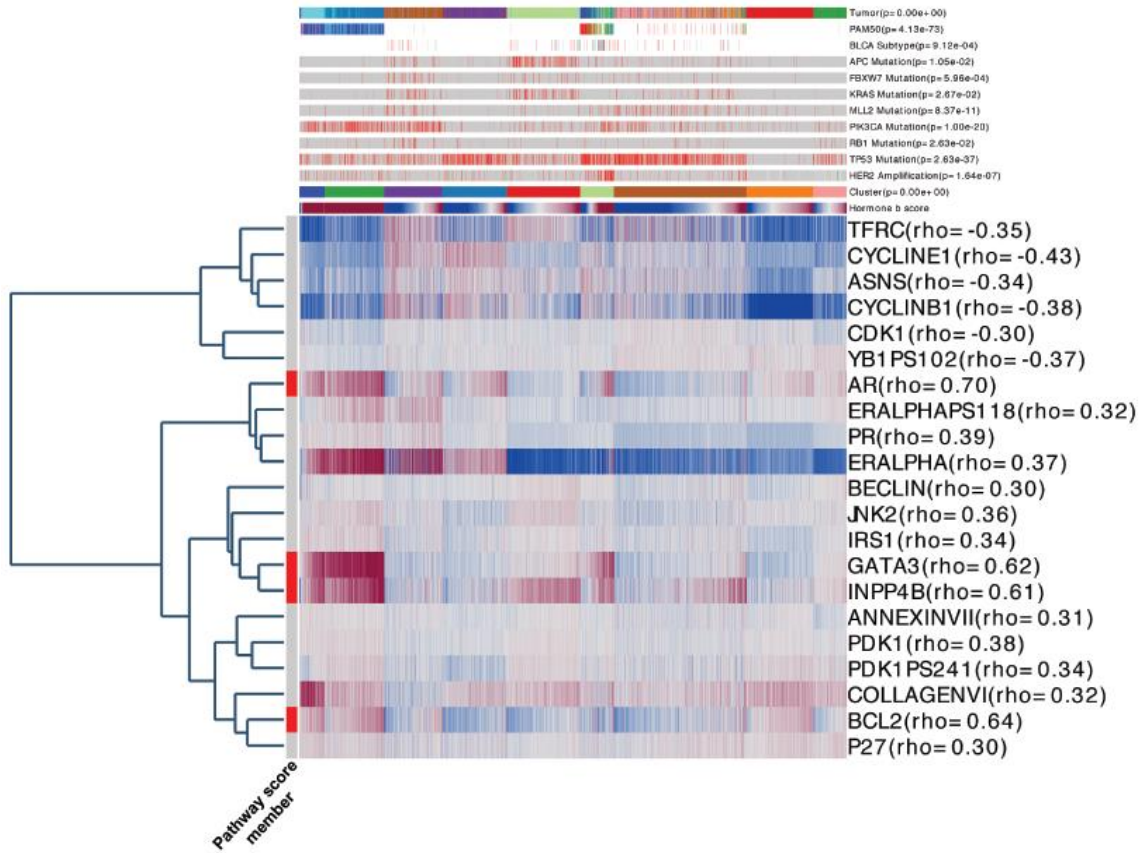 Tumor(p=0.00e+00)
PAM50(p=4.13e-73)
BLCA Subtype(p=9.12e-04)
APC Mutation(p=1.05e-02)
FBXW7 Mutation(p=5.96e-04)
KRAS Mutation(p=2.67e-02)
MLL2 Mutation(p=8.37e-11)
PIK3CA Mutation(p=1.00e-20)
RB1 Mutation(p=2.63e-02)
TP53 Mutation(p=2.63e-37)
HER2 Amplification(p=1.64e-07)
Cluster(p=0.00e+00)
Hormone b score
TFRC(rho= -0.35)
CYCLINE1(rho= -0.43)
ASNS(rho= -0.34)
CYCLINB1(rho= -0.38)
CDK1(rho= -0.30)
YB1PS102(rho= -0.37)
AR(rho= 0.70)
ERALPHAPS118(rho= 0.32)
PR(rho= 0.39)
ERALPHA(rho= 0.37)
BECLIN(rho= 0.30)
JNK2(rho= 0.36)
IRS1(rho= 0.34)
GATA3(rho= 0.62)
INPP4B(rho= 0.61)
ANNEXINVII(rho= 0.31)
PDK1(rho= 0.38)
PDK1PS241(rho= 0.34)
COLLAGENVI(rho= 0.32)
BCL2(rho= 0.64)
P27(rho= 0.30)
Pathway score
member